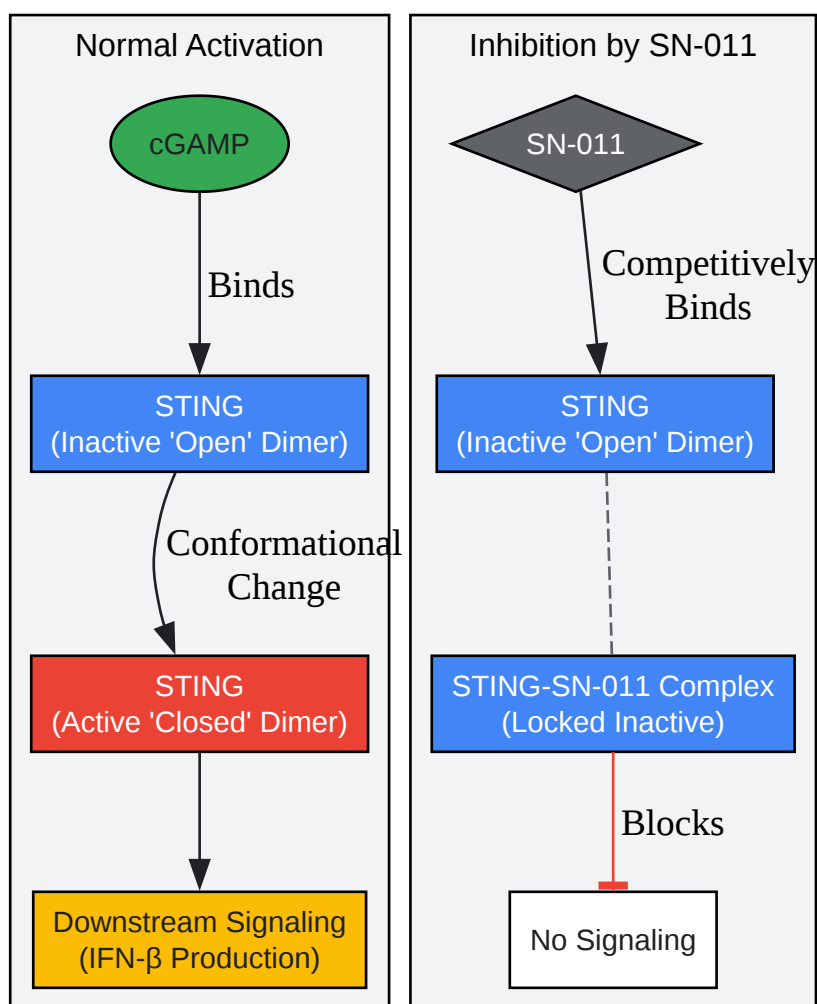 Normal Activation
cGAMP
Binds
STING
(Inactive 'Open' Dimer)
Conformational
Change
STING
(Active 'Closed' Dimer)
Downstream Signaling
(IFN-β Production)
Inhibition by SN-011
SN-011
Competitively
Binds
STING
(Inactive 'Open' Dimer)
STING-SN-011 Complex
(Locked Inactive)
Blocks
No Signaling